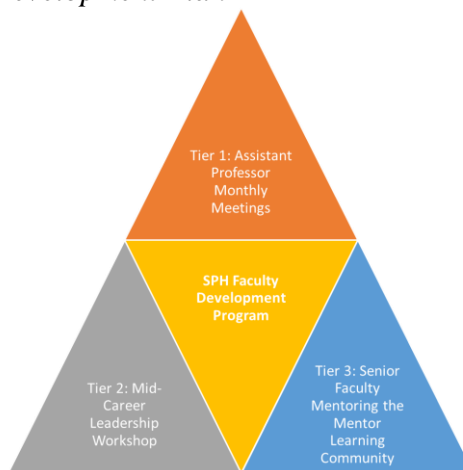 Tier 1: Assistant
Professor
Monthly
Meetings
SPH Faculty
Development
Program
Tier 2: Mid-
Career
Leadership
Workshop
Tier 3: Senior
Faculty
Mentoring the
Mentor
Learning
Community